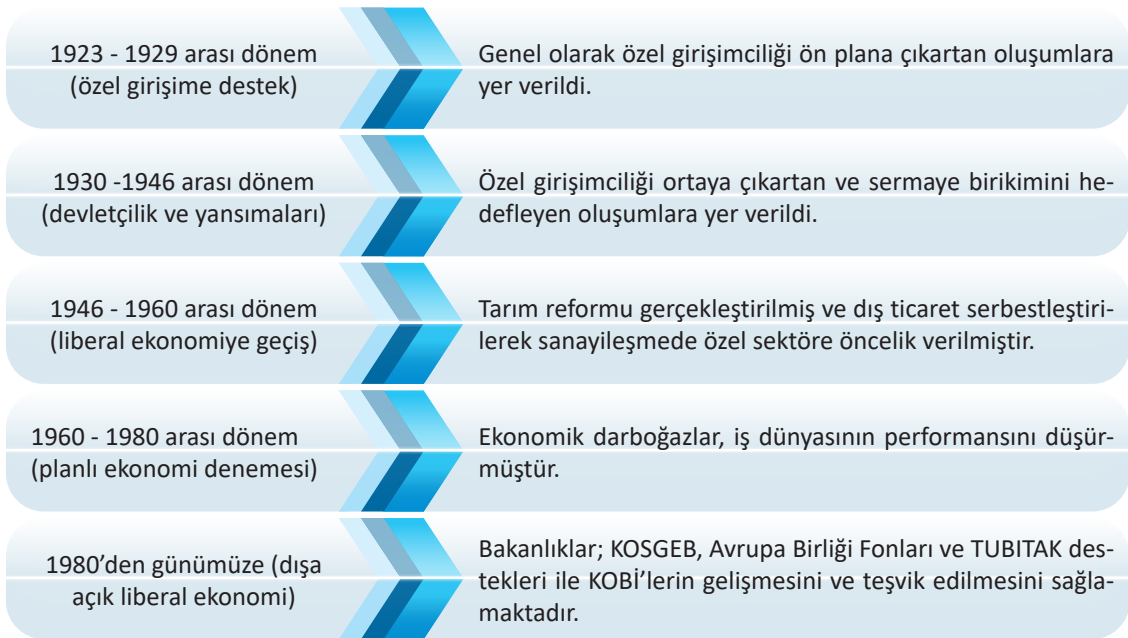 1923 - 1929 arası dönem
(özel girişime destek)
Genel olarak özel girişimciliği ön plana çıkartan oluşumlara
yer verildi.
1930 -1946 arası dönem
(devletçilik ve yansımaları)
Özel girişimciliği ortaya çıkartan ve sermaye birikimini he-
defleyen oluşumlara yer verildi.
1946 - 1960 arası dönem
(liberal ekonomiye geçiş)
Tarım reformu gerçekleştirilmiş ve dış ticaret serbestleştiri-
lerek sanayileşmede özel sektöre öncelik verilmiştir.
1960 - 1980 arası dönem
(planlı ekonomi denemesi)
Ekonomik darboğazlar, iş dünyasının performansını düşür-
müştür.
1980’den günümüze (dışa
açık liberal ekonomi)
Bakanlıklar; KOSGEB, Avrupa Birliği Fonları ve TUBITAK des-
tekleri ile KOBİ’lerin gelişmesini ve teşvik edilmesini sağla-
maktadır.